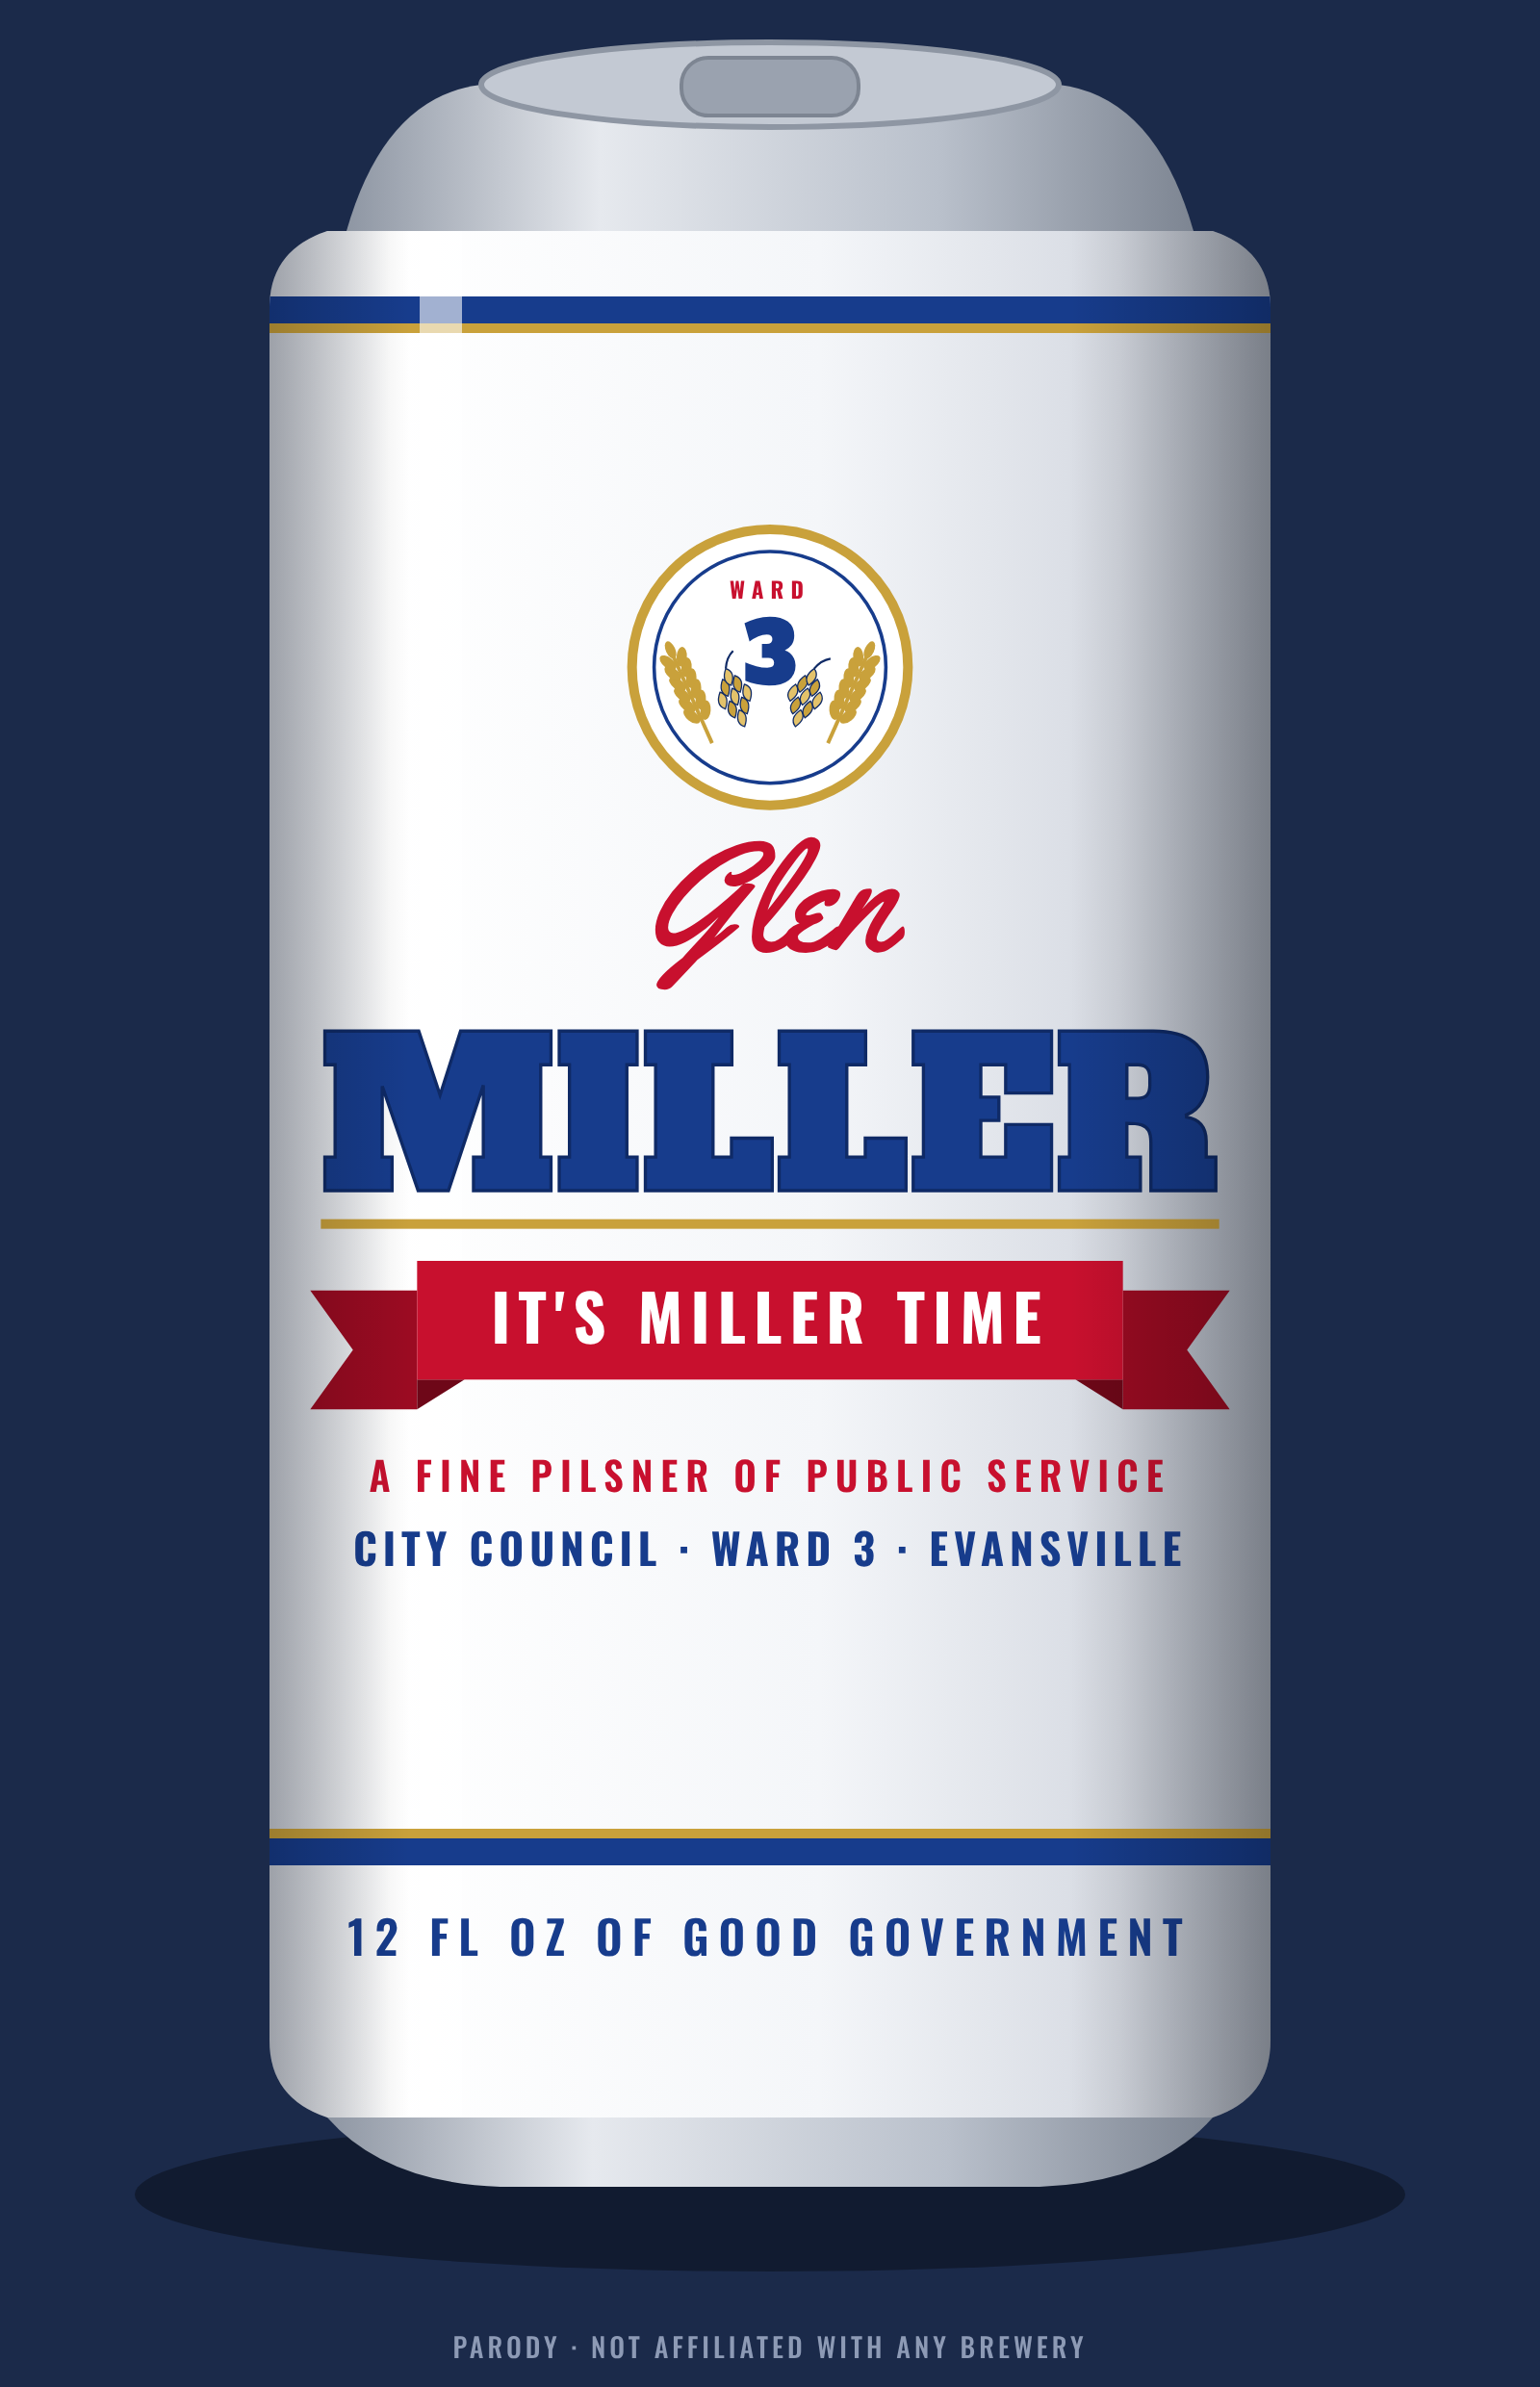 WARD
3
Glen
MILLER
IT'S MILLER TIME
A FINE PILSNER OF PUBLIC SERVICE
CITY COUNCIL · WARD 3 · EVANSVILLE
12 FL OZ OF GOOD GOVERNMENT
PARODY · NOT AFFILIATED WITH ANY BREWERY